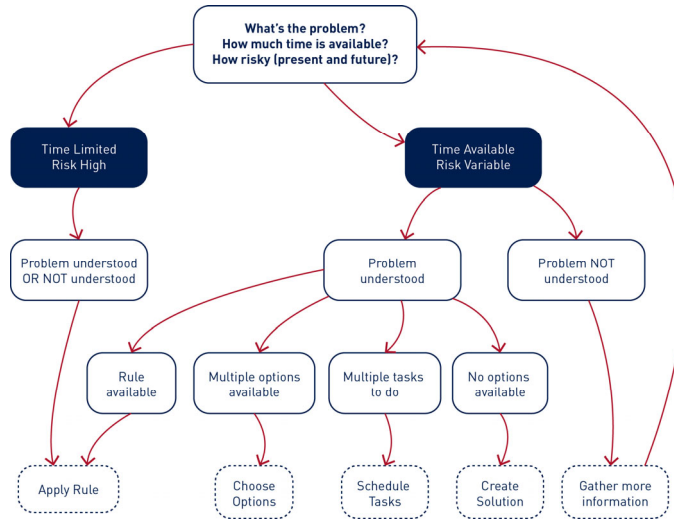 What's the problem?
How much time is available?
How risky (present and future)?
Time Limited
Risk High
Time Available
Risk Variable
Problem understood
OR NOT understood
Problem
understood
Problem NOT
understood
Rule
available
Multiple options
available
Multiple tasks
to do
No options
available
Apply Rule
Choose
Options
Schedule
Tasks
Create
Solution
Gather more
information